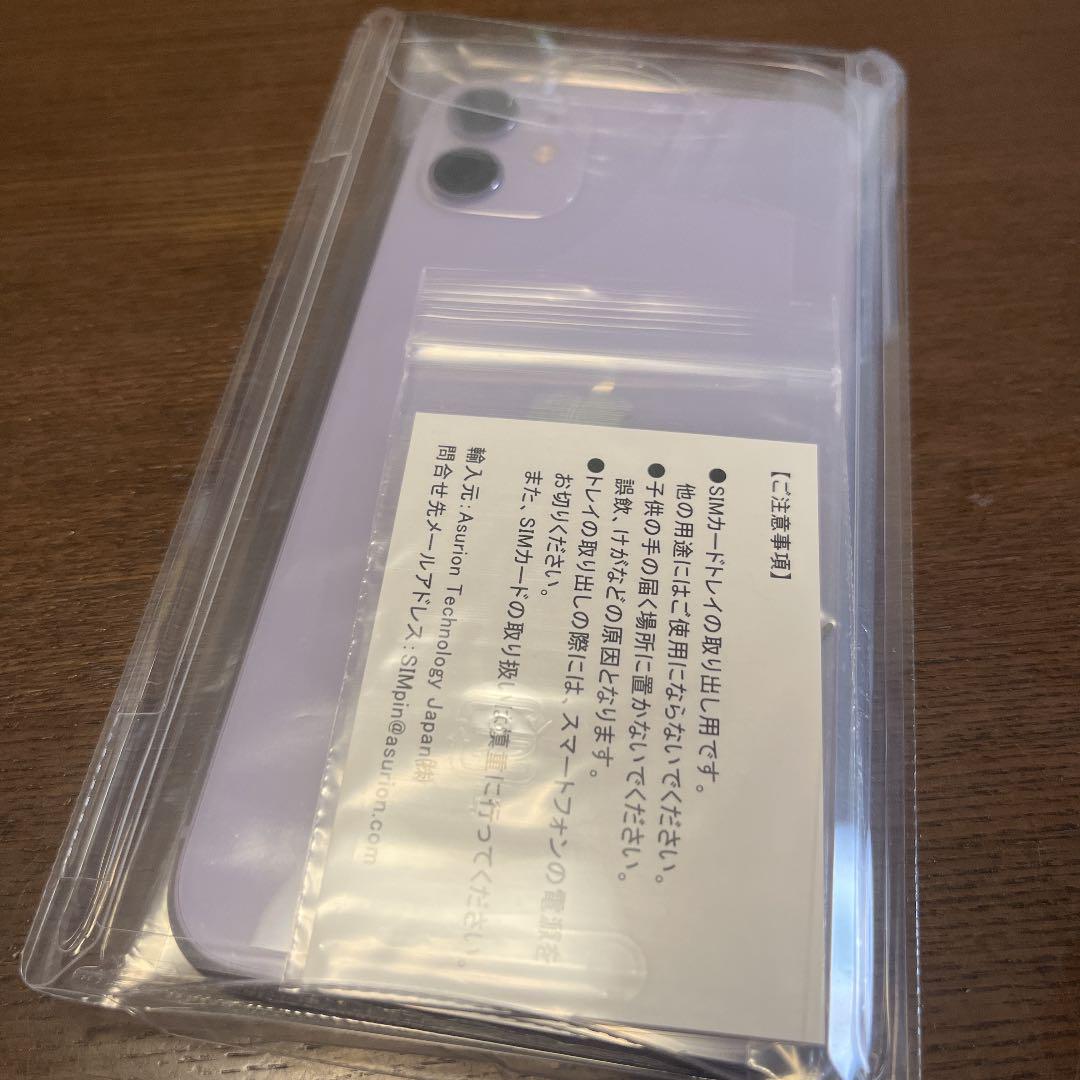 【ご注意事項】
●SIMカードトレイの取り出し用です。
他の用途にはご使用にならないでください。
●子供の手の届く場所に置かないでください。
誤飲、けがなどの原因となります。
●トレイの取り出しの際には、スマートフォンの電源を
お切りください。
また、SIMカードの取り扱いは慎重に行ってください。
輸入元：Asurion Technology Japan㈱
問合せ先メールアドレス：SIMpin@asurion.com